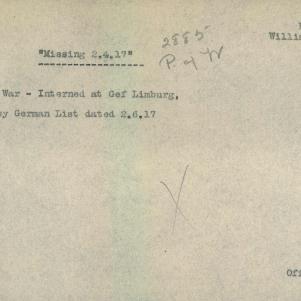 Willi
"Missing 2.4.17"
2885
P. of W
War - Interned at Gef Limburg,
by German List dated 2.6.17
Off